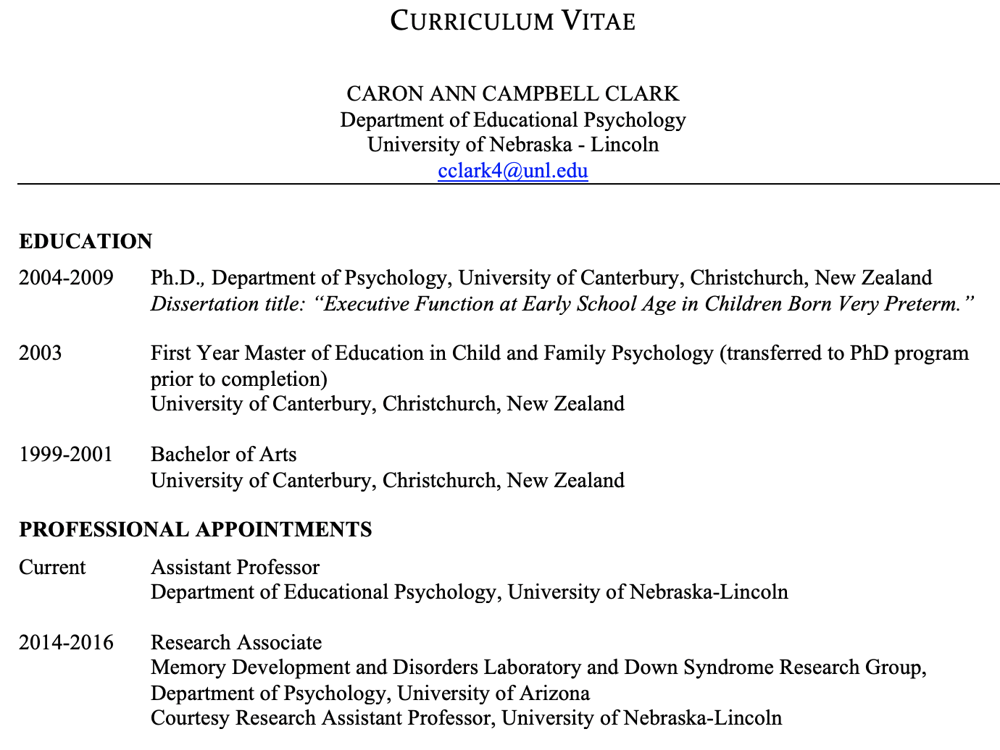 CURRICULUM VITAE
CARON ANN CAMPBELL CLARK
Department of Educational Psychology
University of Nebraska - Lincoln
cclark4@unl.edu
EDUCATION
2004-2009 Ph.D., Department of Psychology, University of Canterbury, Christchurch, New Zealand
Dissertation title: “Executive Function at Early School Age in Children Born Very Preterm.”
2003 First Year Master of Education in Child and Family Psychology (transferred to PhD program
prior to completion)
University of Canterbury, Christchurch, New Zealand
1999-2001 Bachelor of Arts
University of Canterbury, Christchurch, New Zealand
PROFESSIONAL APPOINTMENTS
Current Assistant Professor
Department of Educational Psychology, University of Nebraska-Lincoln
2014-2016 Research Associate
Memory Development and Disorders Laboratory and Down Syndrome Research Group,
Department of Psychology, University of Arizona
Courtesy Research Assistant Professor, University of Nebraska-Lincoln